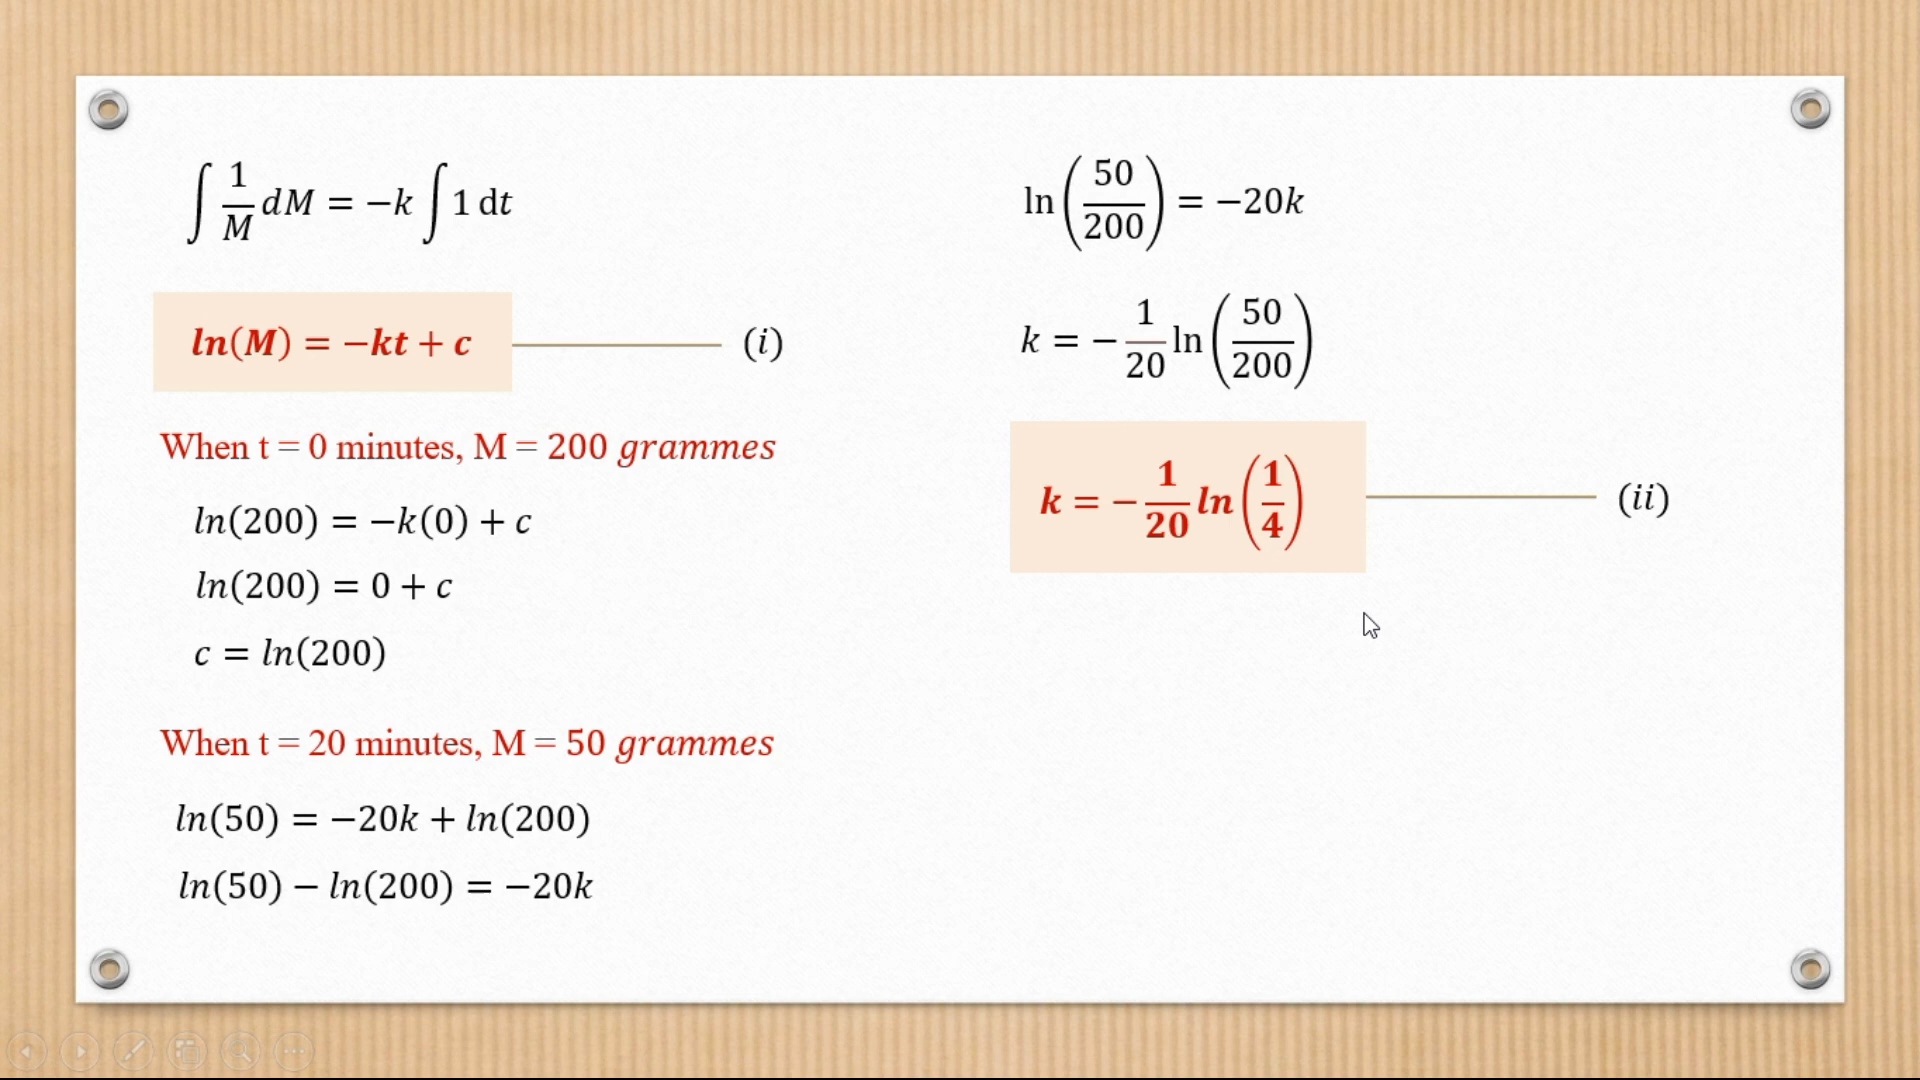 ∫ 1/M dM = −k ∫ 1 dt
ln(M) = −kt + c (i)
When t = 0 minutes, M = 200 grammes
ln(200) = −k(0) + c
ln(200) = 0 + c
c = ln(200)
When t = 20 minutes, M = 50 grammes
ln(50) = −20k + ln(200)
ln(50) − ln(200) = −20k
ln(50/200) = −20k
k = −1/20 ln(50/200)
k = −1/20 ln(1/4) (ii)